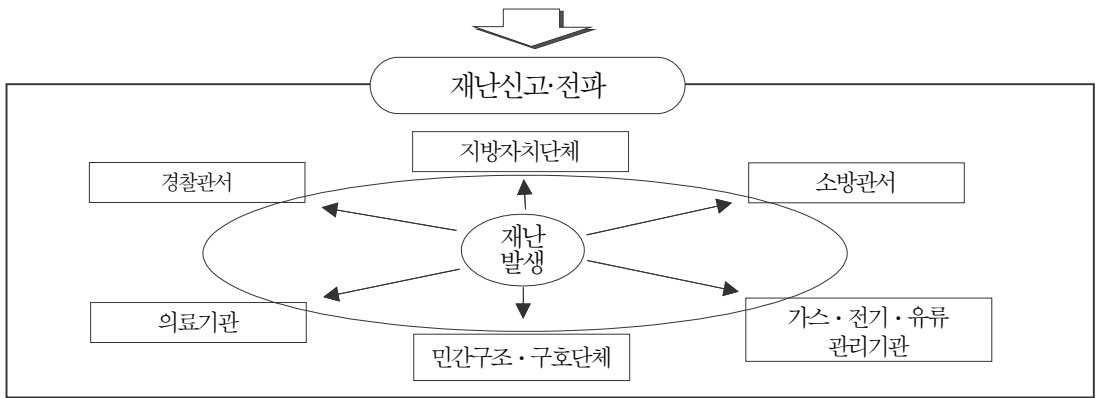 재난신고·전파
지방자치단체
경찰관서
소방관서
재난
발생
의료기관
가스·전기·유류
관리기관
민간구조·구호단체